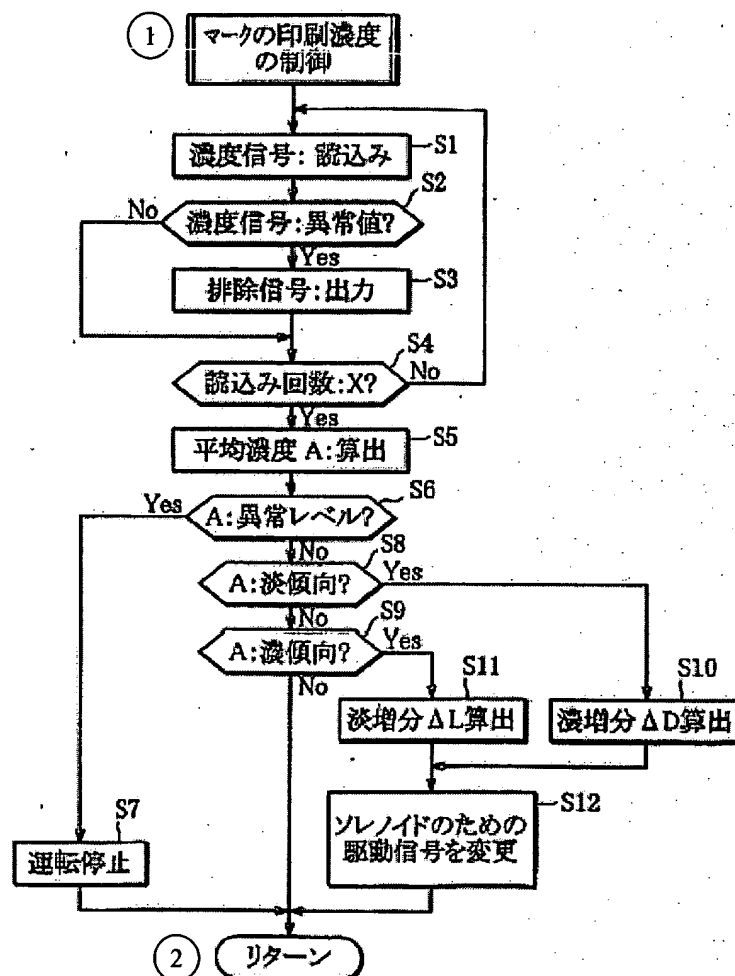 ①
マークの印刷濃度
の制御
濃度信号:読込み
S1
S2
No
濃度信号:異常値?
Yes
排除信号:出力
S3
S4
読込み回数:X?
No
Yes
平均濃度 A:算出
S5
S6
Yes
A:異常レベル?
No
S8
A:淡傾向?
Yes
No
S9
A:濃傾向?
Yes
No
S11
S10
淡増分ΔL算出
濃増分ΔD算出
S7
S12
運転停止
ソレノイドのための
駆動信号を変更
②
リターン